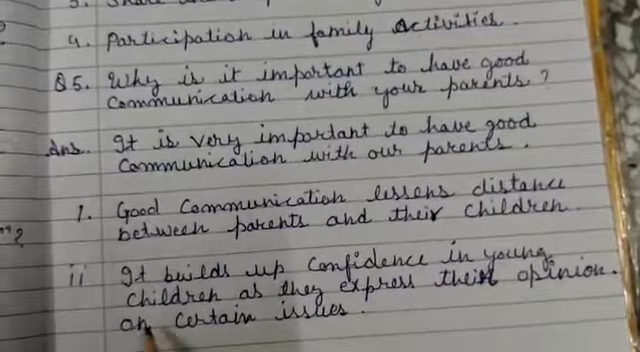 4. Participation in family Activities.
Q5. Why is it important to have good
communication with your parents?
Ans. It is very important to have good
communication with our parents.
1. Good Communication lessens distance
between parents and their children.
ii It builds up confidence in young
children as they express their opinion.
on certain issues.